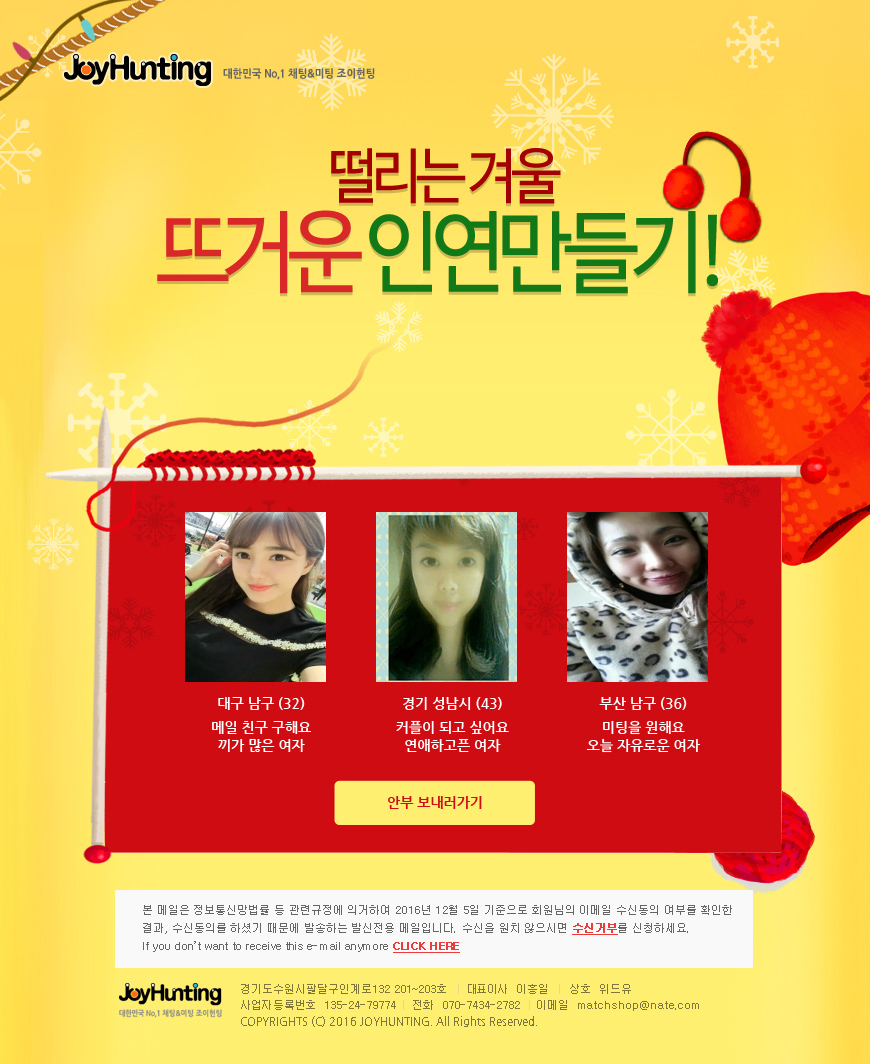 JoyHunting 대한민국 No,1 채팅&미팅 조이헌팅
떨리는 겨울
뜨거운 인연만들기!
대구 남구 (32)
메일 친구 구해요
끼가 많은 여자
경기 성남시 (43)
커플이 되고 싶어요
연애하고픈 여자
부산 남구 (36)
미팅을 원해요
오늘 자유로운 여자
안부 보내러가기
본 메일은 정보통신망법률 등 관련규정에 의거하여 2016년 12월 5일 기준으로 회원님의 이메일 수신동의 여부를 확인한
결과, 수신동의를 하셨기 때문에 발송하는 발신전용 메일입니다. 수신을 원치 않으시면 수신거부를 신청하세요.
If you don't want to receive this e-mail anymore CLICK HERE
JoyHunting
대한민국 No,1 채팅&미팅 조이헌팅
경기도수원시팔달구인계로132 201~203호 | 대표이사 이홍일 | 상호 위드유
사업자등록번호 135-24-79774 | 전화 070-7434-2782 | 이메일 matchshop@nate.com
COPYRIGHTS (C) 2016 JOYHUNTING. All Rights Reserved.